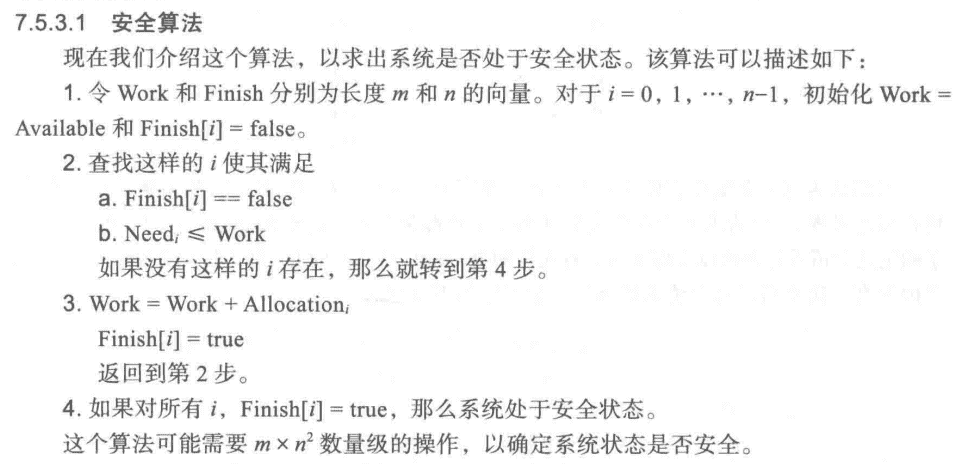 7.5.3.1 安全算法
现在我们介绍这个算法，以求出系统是否处于安全状态。该算法可以描述如下：
1. 令 Work 和 Finish 分别为长度 m 和 n 的向量。对于 i = 0, 1, …, n–1，初始化 Work =
Available 和 Finish[i] = false。
2. 查找这样的 i 使其满足
a. Finish[i] == false
b. Needᵢ ⩽ Work
如果没有这样的 i 存在，那么就转到第 4 步。
3. Work = Work + Allocationᵢ
Finish[i] = true
返回到第 2 步。
4. 如果对所有 i，Finish[i] = true，那么系统处于安全状态。
这个算法可能需要 m × n² 数量级的操作，以确定系统状态是否安全。